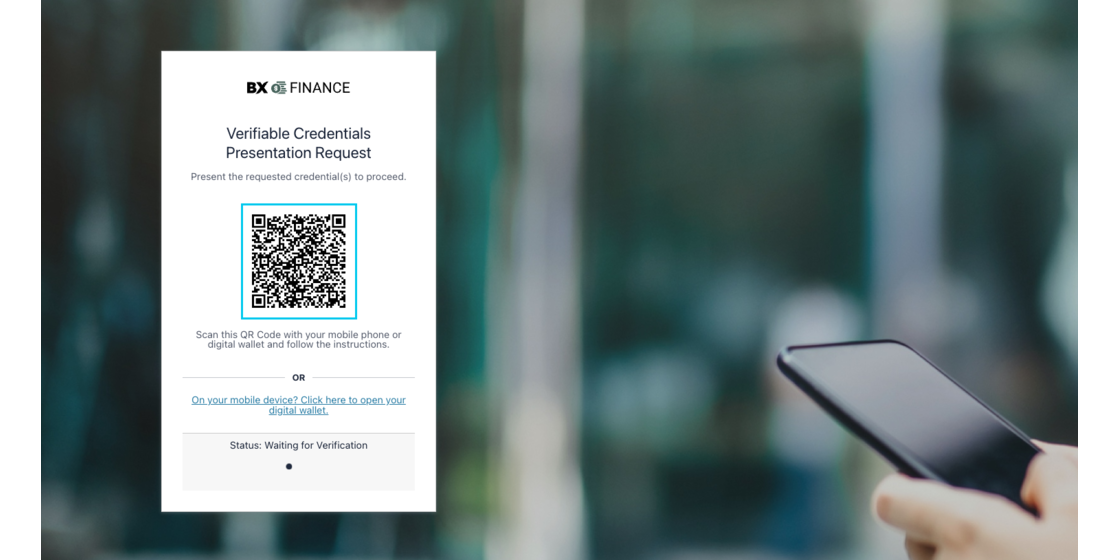 BX FINANCE
Verifiable Credentials
Presentation Request
Present the requested credential(s) to proceed.
Scan this QR Code with your mobile phone or
digital wallet and follow the instructions.
OR
On your mobile device? Click here to open your
digital wallet.
Status: Waiting for Verification